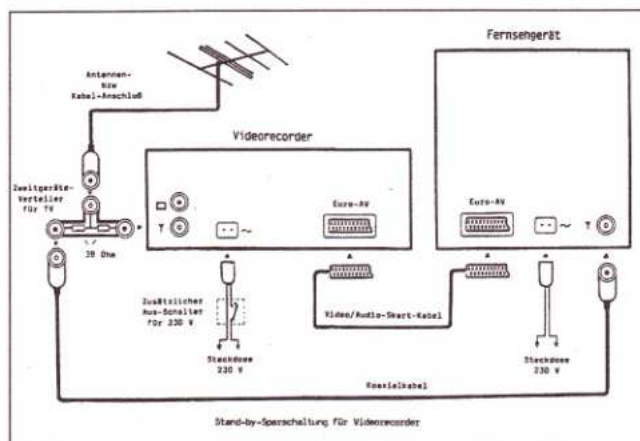 Fernsehgerät
Antennen-
bzw
Kabel-Anschluß
Videorecorder
Zweitgeräte-
Verteiler
für TV
Euro-AV
Euro-AV
39 Ohm
Zusätzlicher
Aus-Schalter
für 230 V
Video/Audio-Skart-Kabel
Steckdose
230 V
Steckdose
230 V
Koaxialkabel
Stand-by-Sparschaltung für Videorecorder